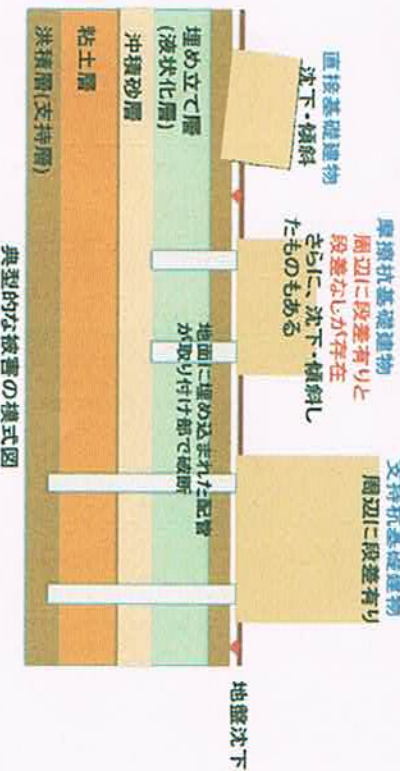 直接基礎建物
沈下・傾斜
摩擦杭基礎建物
周辺に段差有りと
段差なしが存在
さらに、沈下・傾斜し
たものもある
支持杭基礎建物
周辺に段差有り
地盤沈下
埋め立て層
(液状化層)
沖積砂層
粘土層
洪積層(支持層)
地面に埋め込まれた配管
が取り付け部で破断
典型的な被害の模式図